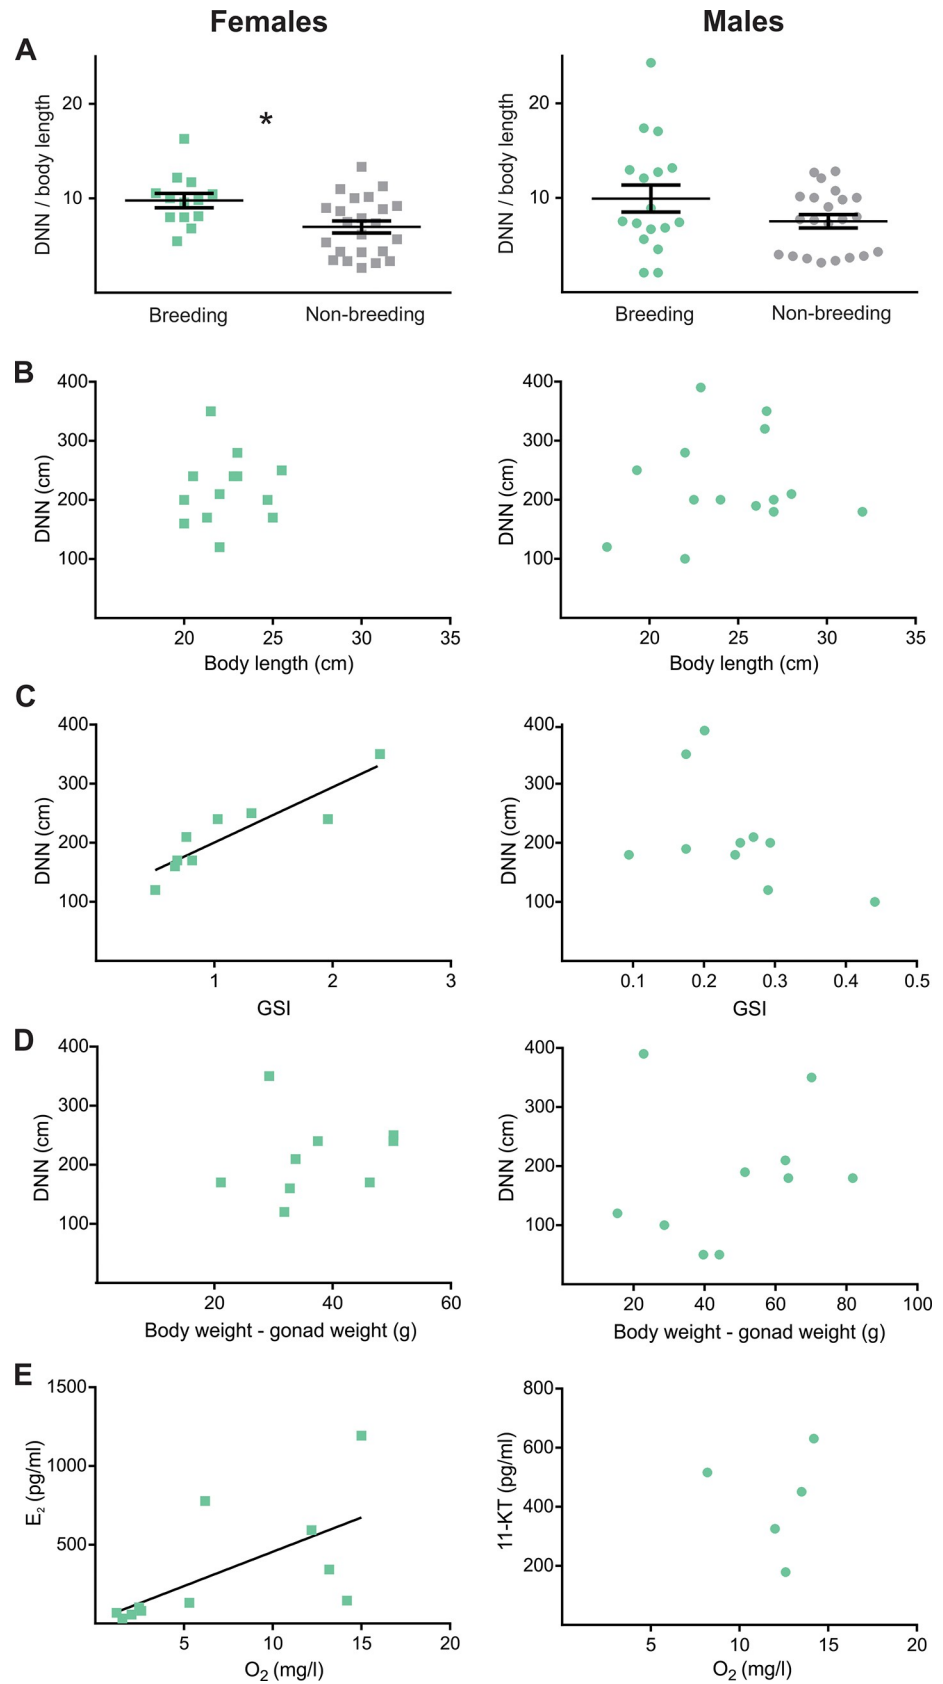 Females
Males
A
DNN / body length
20
10
*
Breeding
Non-breeding
DNN / body length
20
10
Breeding
Non-breeding
B
DNN (cm)
400
300
200
100
20 25 30 35
Body length (cm)
DNN (cm)
400
300
200
100
20 25 30 35
Body length (cm)
C
DNN (cm)
400
300
200
100
1 2 3
GSI
DNN (cm)
400
300
200
100
0.1 0.2 0.3 0.4 0.5
GSI
D
DNN (cm)
400
300
200
100
20 40 60
Body weight - gonad weight (g)
DNN (cm)
400
300
200
100
20 40 60 80 100
Body weight - gonad weight (g)
E
E₂ (pg/ml)
1500
1000
500
5 10 15 20
O₂ (mg/l)
11-KT (pg/ml)
800
600
400
200
5 10 15 20
O₂ (mg/l)